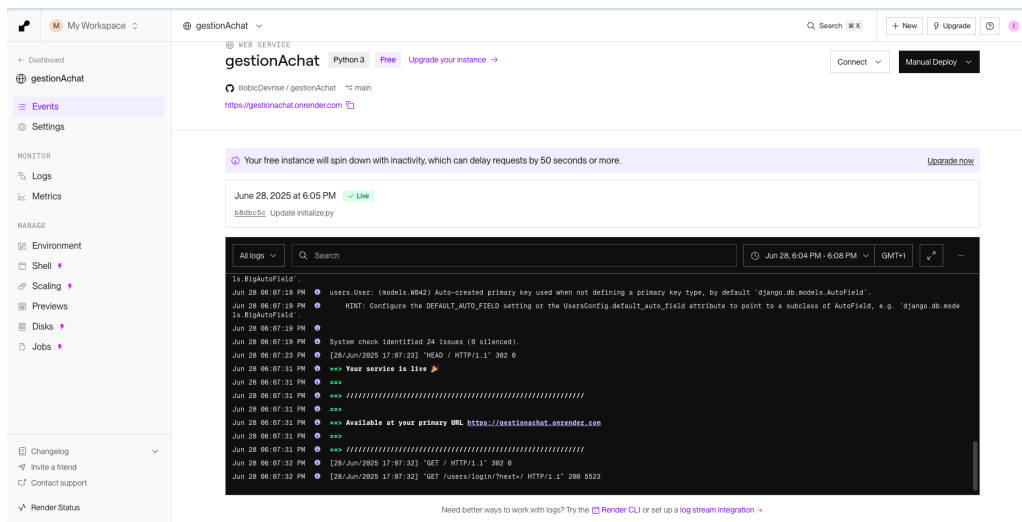 M My Workspace
gestionAchat
Search ⌘ K
+ New
Upgrade
Dashboard
gestionAchat
Events
Settings
MONITOR
Logs
Metrics
MANAGE
Environment
Shell
Scaling
Previews
Disks
Jobs
Changelog
Invite a friend
Contact support
Render Status
WEB SERVICE
gestionAchat Python 3 Free Upgrade your instance →
Connect
Manual Deploy
/ gestionAchat main
https://gestionachat.onrender.com
Your free instance will spin down with inactivity, which can delay requests by 50 seconds or more.
Upgrade now
June 28, 2025 at 6:05 PM ✓ Live
b8dbc5c Update initialize.py
All logs
Search
Jun 28, 6:04 PM - 6:08 PM
GMT+1
ls.BigAutoField`.
Jun 28 06:07:19 PM users.User: (models.W042) Auto-created primary key used when not defining a primary key type, by default `django.db.models.AutoField`.
Jun 28 06:07:19 PM HINT: Configure the DEFAULT_AUTO_FIELD setting or the UsersConfig.default_auto_field attribute to point to a subclass of AutoField, e.g. `django.db.mode
ls.BigAutoField`.
Jun 28 06:07:19 PM
Jun 28 06:07:19 PM System check identified 24 issues (0 silenced).
Jun 28 06:07:23 PM [28/Jun/2025 17:07:23] "HEAD / HTTP/1.1" 302 0
Jun 28 06:07:31 PM ==> Your service is live 🎉
Jun 28 06:07:31 PM ==>
Jun 28 06:07:31 PM ==> ///////////////////////////////////////////////////////////
Jun 28 06:07:31 PM ==>
Jun 28 06:07:31 PM ==> Available at your primary URL https://gestionachat.onrender.com
Jun 28 06:07:31 PM ==>
Jun 28 06:07:31 PM ==> ///////////////////////////////////////////////////////////
Jun 28 06:07:32 PM [28/Jun/2025 17:07:32] "GET / HTTP/1.1" 302 0
Jun 28 06:07:32 PM [28/Jun/2025 17:07:32] "GET /users/login/?next=/ HTTP/1.1" 200 5523
Need better ways to work with logs? Try the Render CLI or set up a log stream integration →